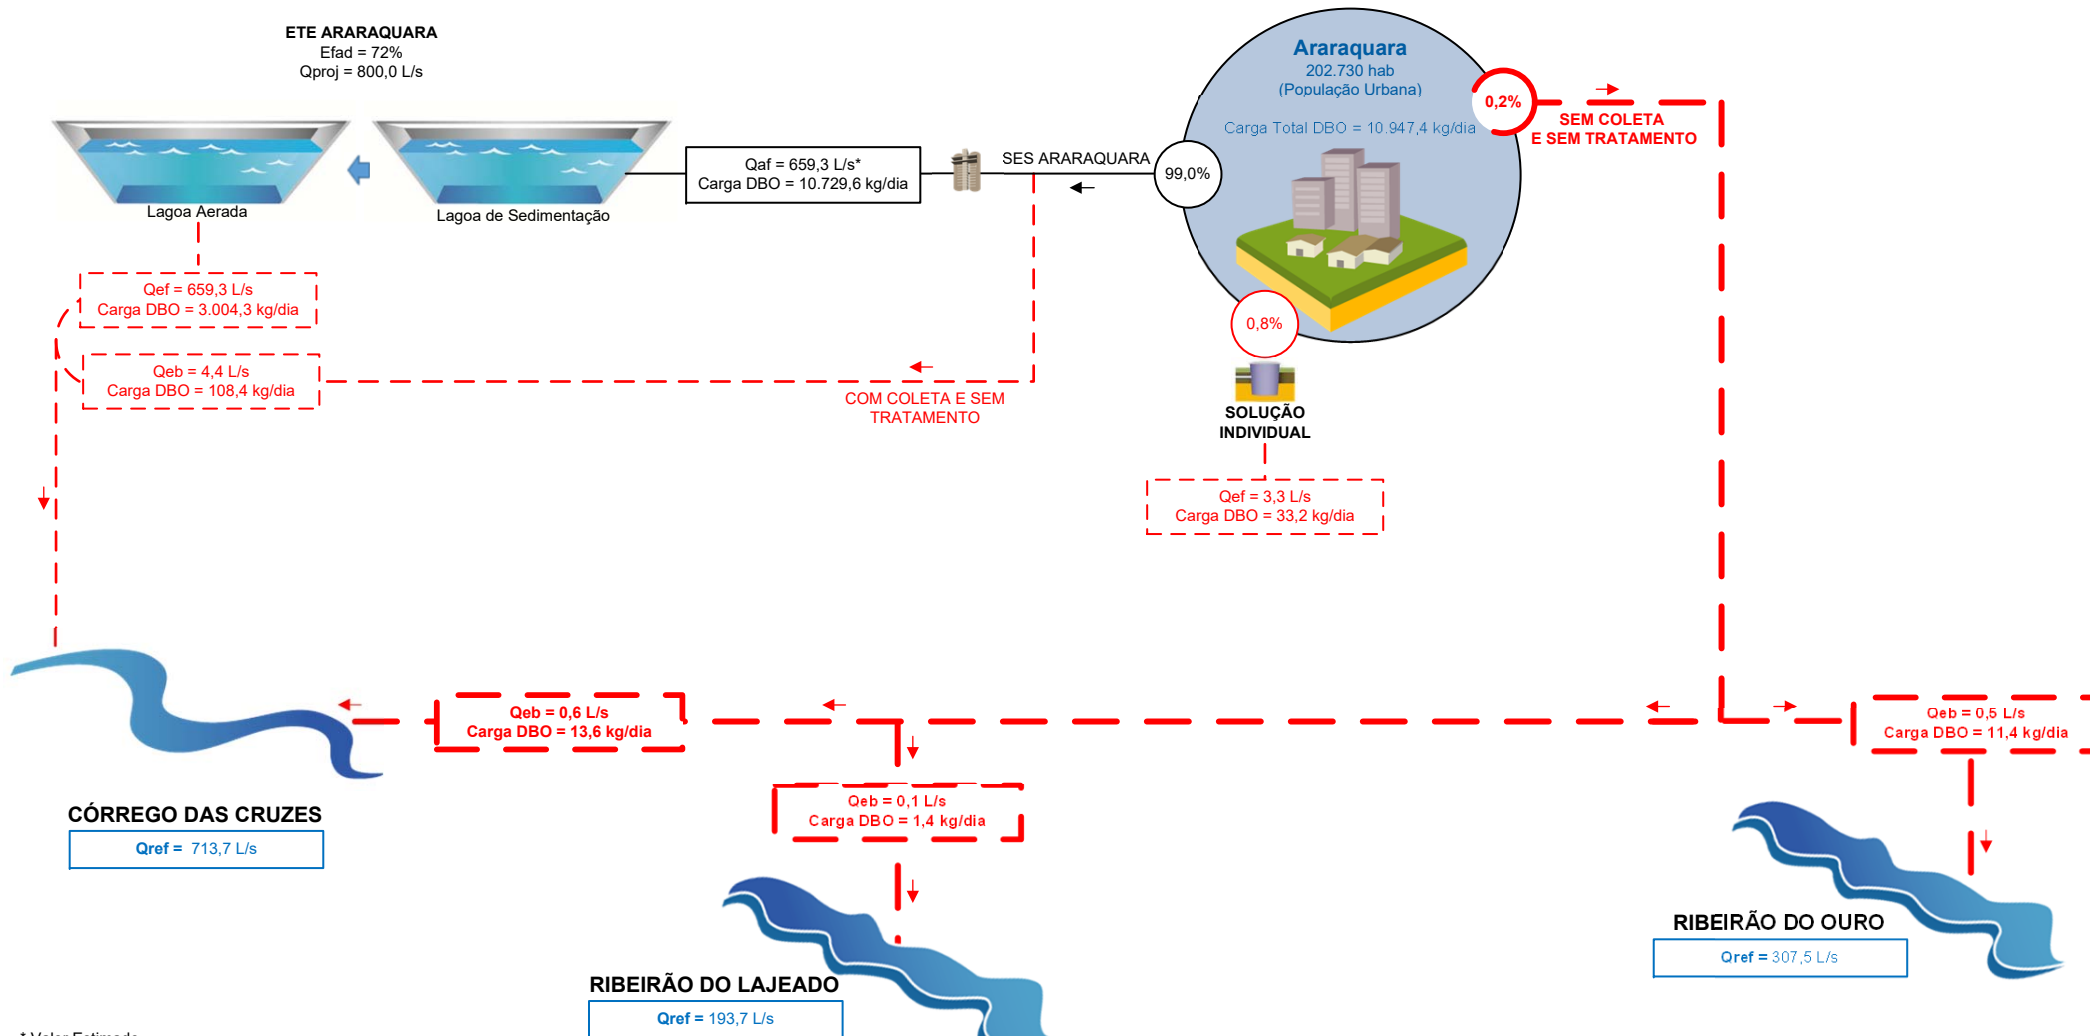 ETE ARARAQUARA
Efad = 72%
Qproj = 800,0 L/s
Araraquara
202.730 hab
(População Urbana)
Carga Total DBO = 10.947,4 kg/dia
0,2%
SEM COLETA
E SEM TRATAMENTO
Qaf = 659,3 L/s*
Carga DBO = 10.729,6 kg/dia
SES ARARAQUARA
99,0%
Lagoa Aerada
Lagoa de Sedimentação
Qef = 659,3 L/s
Carga DBO = 3.004,3 kg/dia
Qeb = 4,4 L/s
Carga DBO = 108,4 kg/dia
COM COLETA E SEM
TRATAMENTO
0,8%
SOLUÇÃO
INDIVIDUAL
Qef = 3,3 L/s
Carga DBO = 33,2 kg/dia
Qeb = 0,6 L/s
Carga DBO = 13,6 kg/dia
Qeb = 0,5 L/s
Carga DBO = 11,4 kg/dia
Qeb = 0,1 L/s
Carga DBO = 1,4 kg/dia
CÓRREGO DAS CRUZES
Qref = 713,7 L/s
RIBEIRÃO DO OURO
Qref = 307,5 L/s
RIBEIRÃO DO LAJEADO
Qref = 193,7 L/s
* Valor Estimado